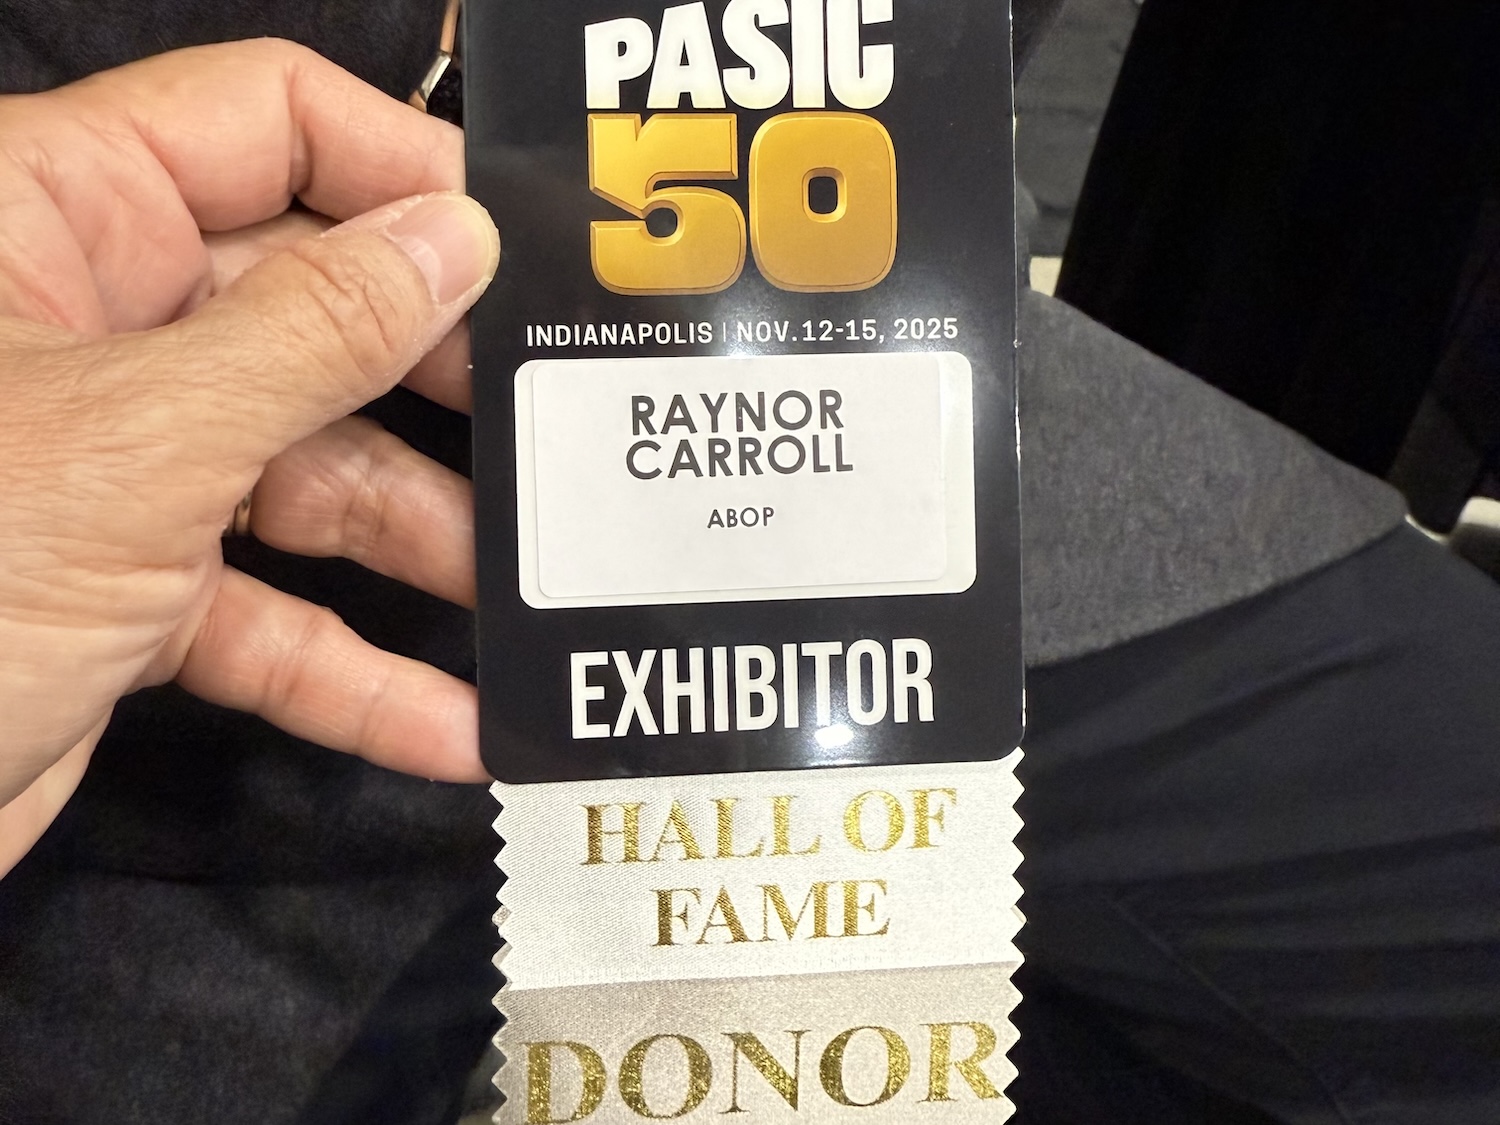 PASIC
50
INDIANAPOLIS | NOV. 12-15, 2025
RAYNOR
CARROLL
ABOP
EXHIBITOR
HALL OF
FAME
DONOR